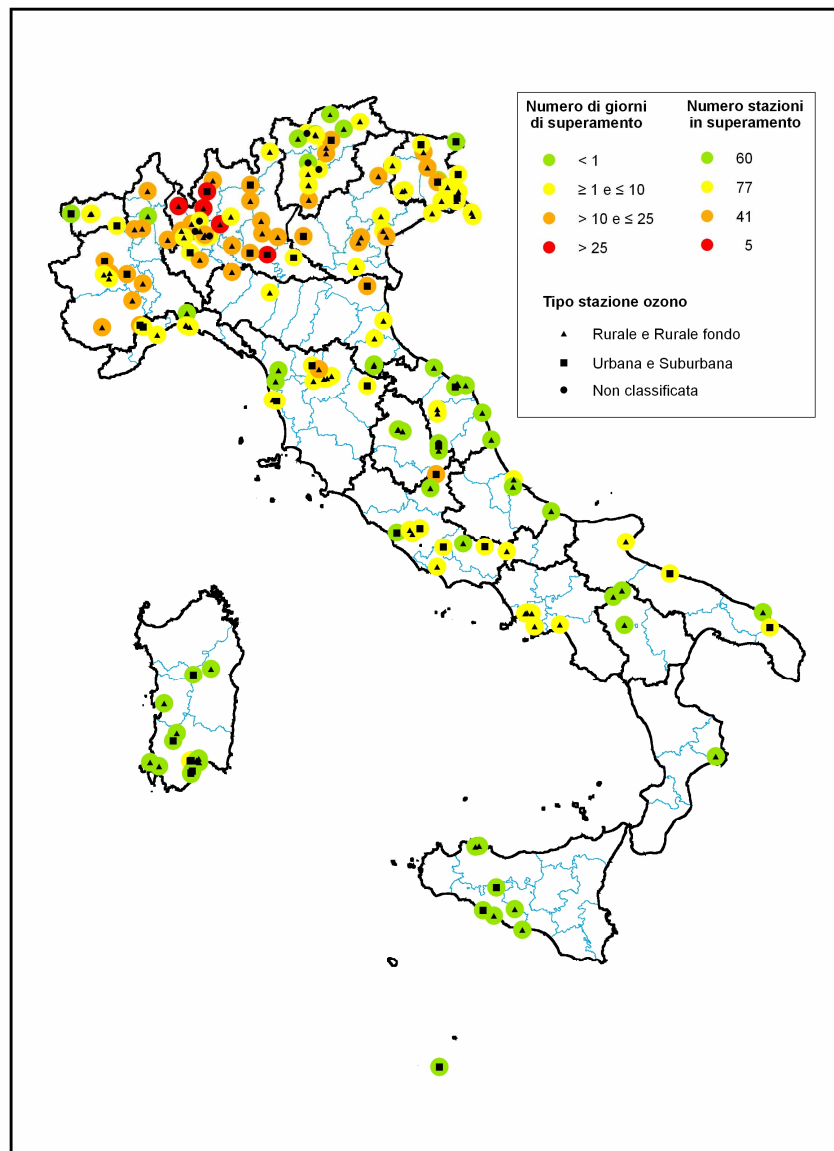 Numero di giorni
di superamento
Numero stazioni
in superamento
< 1
60
≥ 1 e ≤ 10
77
> 10 e ≤ 25
41
> 25
5
Tipo stazione ozono
Rurale e Rurale fondo
Urbana e Suburbana
Non classificata